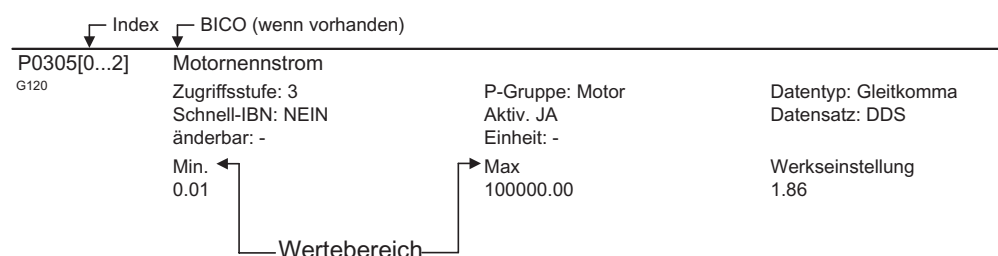 Index BICO (wenn vorhanden)
P0305[0...2] Motornennstrom
G120 Zugriffsstufe: 3 P-Gruppe: Motor Datentyp: Gleitkomma
Schnell-IBN: NEIN Aktiv. JA Datensatz: DDS
änderbar: - Einheit: -
Min. Max Werkseinstellung
0.01 100000.00 1.86
Wertebereich